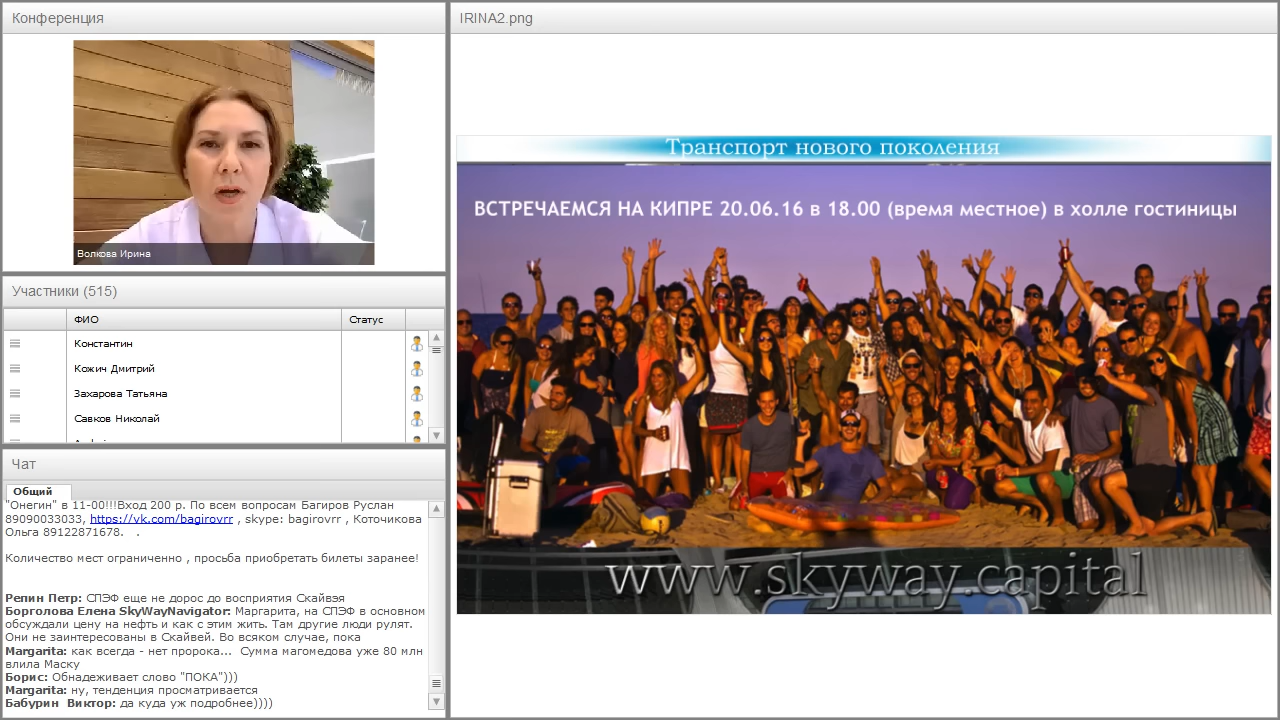 Конференция
Волкова Ирина
Участники (515)
ФИО
Статус
Константин
Кожич Дмитрий
Захарова Татьяна
Савков Николай
Чат
Общий
"Онегин" в 11-00!!!Вход 200 р. По всем вопросам Багиров Руслан
89090033033, https://vk.com/bagirovrr , skype: bagirovrr , Коточикова
Ольга 89122871678.   .
Количество мест ограниченно , просьба приобретать билеты заранее!
Репин Петр: СПЭФ еще не дорос до восприятия Скайвэя
Борголова Елена SkyWayNavigator: Маргарита, на СПЭФ в основном
обсуждали цену на нефть и как с этим жить. Там другие люди рулят.
Они не заинтересованы в Скайвей. Во всяком случае, пока
Margarita: как всегда - нет пророка...  Сумма магомедова уже 80 млн
влила Маску
Борис: Обнадеживает слово "ПОКА")))
Margarita: ну, тенденция просматривается
Бабурин  Виктор: да куда уж подробнее))))
IRINA2.png
Транспорт нового поколения
ВСТРЕЧАЕМСЯ НА КИПРЕ 20.06.16 в 18.00 (время местное) в холле гостиницы
www.skyway.capital